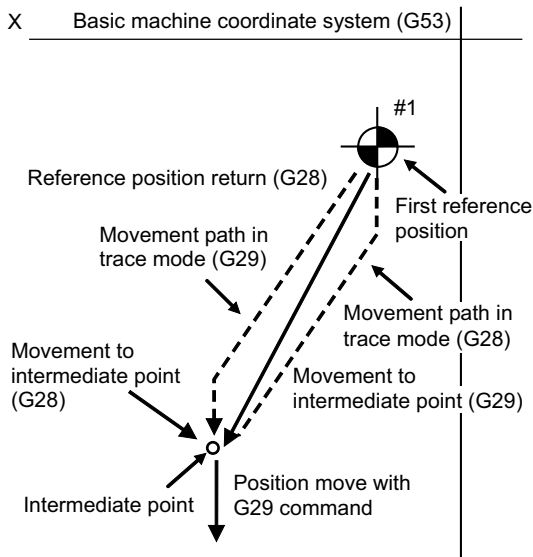 X Basic machine coordinate system (G53)
#1
Reference position return (G28)
First reference
position
Movement path in
trace mode (G29)
Movement path in
trace mode (G28)
Movement to
intermediate point
(G28)
Movement to
intermediate point (G29)
Position move with
G29 command
Intermediate point